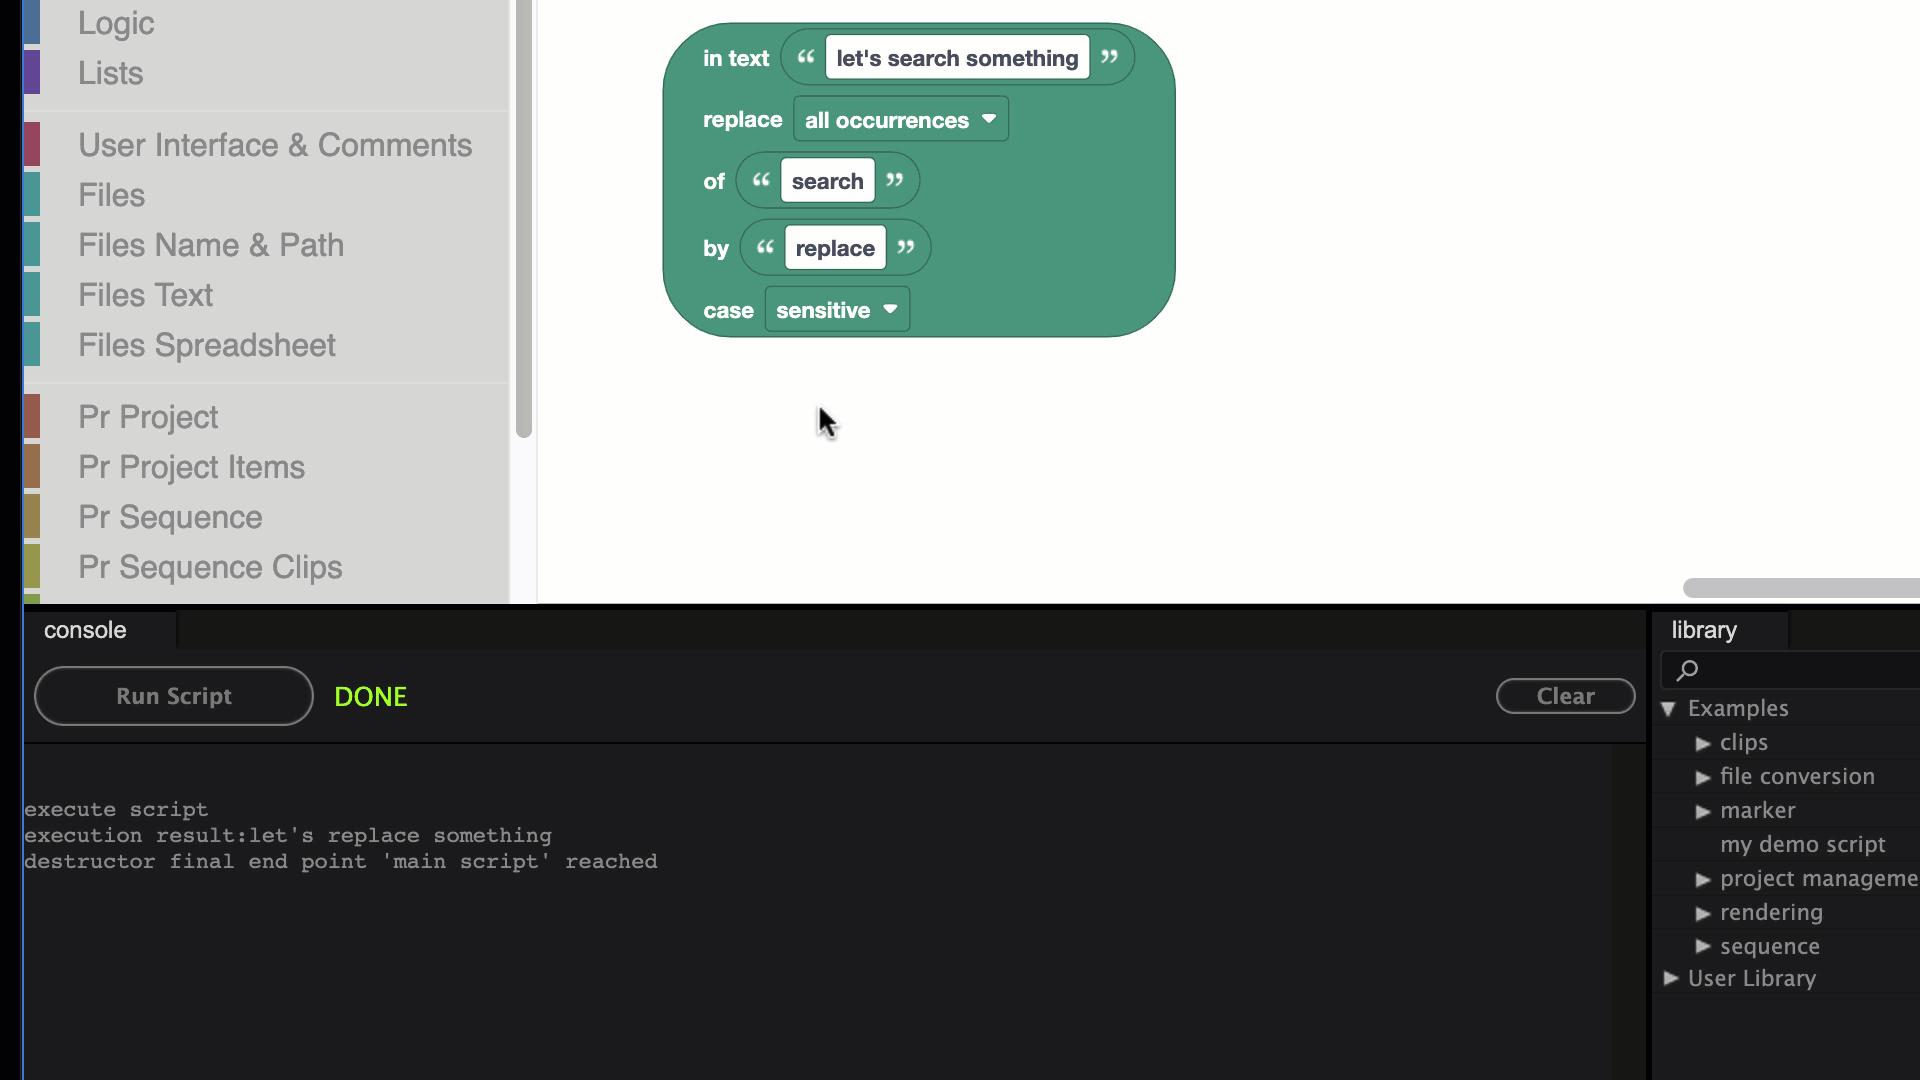 Logic
Lists
User Interface & Comments
Files
Files Name & Path
Files Text
Files Spreadsheet
Pr Project
Pr Project Items
Pr Sequence
Pr Sequence Clips
in text “ let's search something ”
replace all occurrences
of “ search ”
by “ replace ”
case sensitive
console
Run Script DONE Clear
execute script
execution result:let's replace something
destructor final end point 'main script' reached
library
Examples
clips
file conversion
marker
my demo script
project manageme
rendering
sequence
User Library